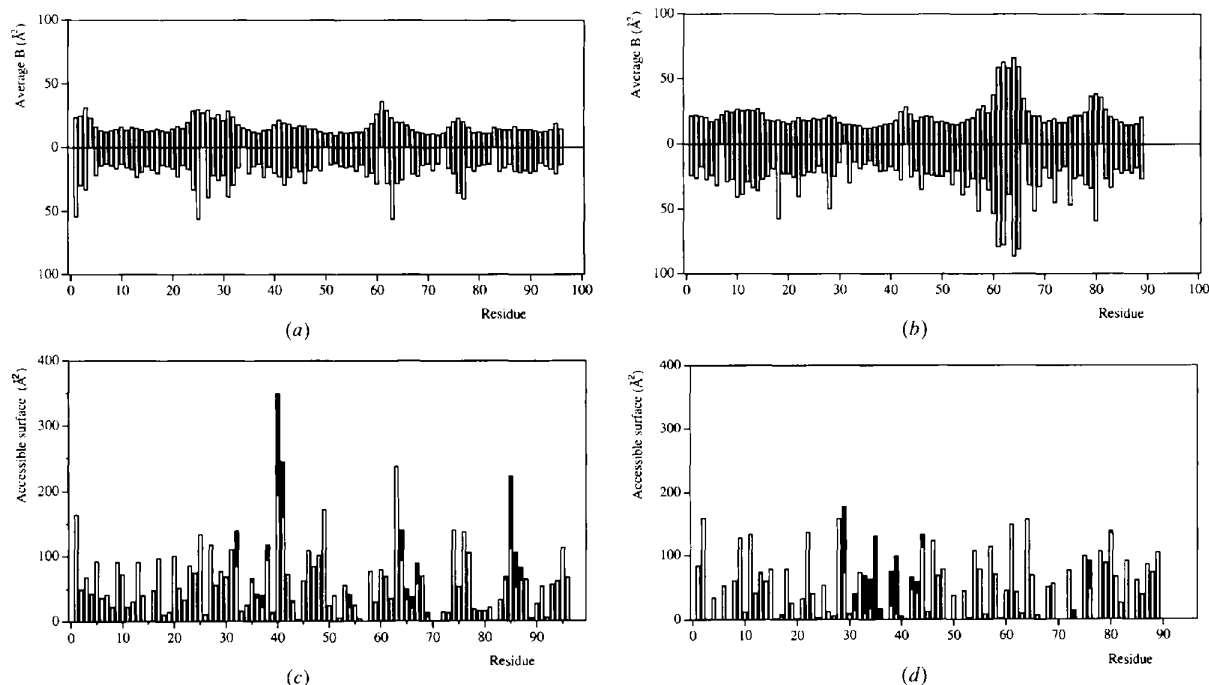 100
50
0
50
100
Average B (Å²)
0 10 20 30 40 50 60 70 80 90 100
Residue
(a)
100
50
0
50
100
Average B (Å²)
0 10 20 30 40 50 60 70 80 90 100
Residue
(b)
400
300
200
100
0
Accessible surface (Å²)
0 10 20 30 40 50 60 70 80 90
Residue
(c)
400
300
200
100
0
Accessible surface (Å²)
0 10 20 30 40 50 60 70 80 90
Residue
(d)